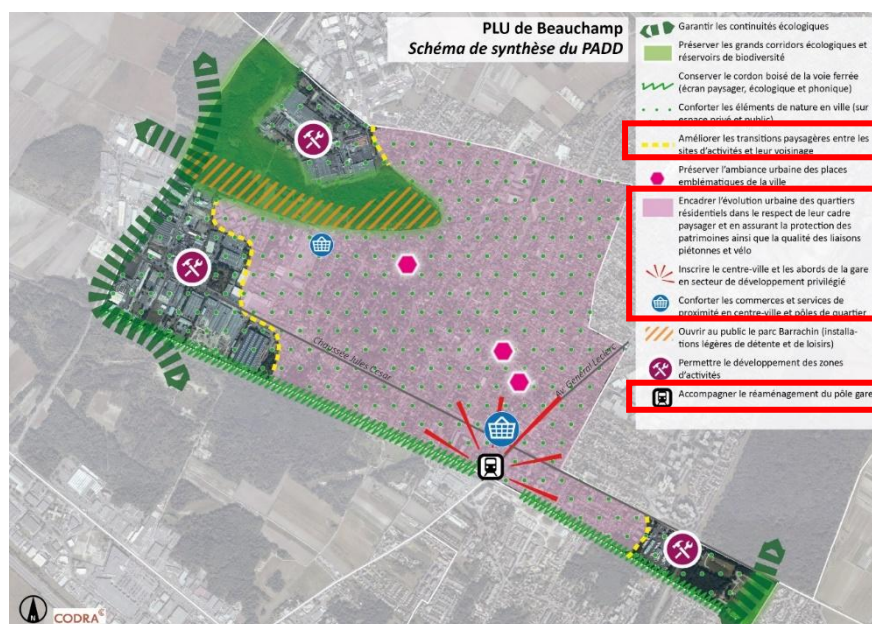 PLU de Beauchamp
Schéma de synthèse du PADD
Garantir les continuités écologiques
Préserver les grands corridors écologiques et
réservoirs de biodiversité
Conserver le cordon boisé de la voie ferrée
(écran paysager, écologique et phonique)
Conforter les éléments de nature en ville (sur
espace privé et public)
Améliorer les transitions paysagères entre les
sites d'activités et leur voisinage
Préserver l'ambiance urbaine des places
emblématiques de la ville
Encadrer l'évolution urbaine des quartiers
résidentiels dans le respect de leur cadre
paysager et en assurant la protection des
patrimoines ainsi que la qualité des liaisons
piétonnes et vélo
Inscrire le centre-ville et les abords de la gare
en secteur de développement privilégié
Conforter les commerces et services de
proximité en centre-ville et pôles de quartier
Ouvrir au public le parc Barrachin (installa-
tions légères de détente et de loisirs)
Permettre le développement des zones
d'activités
Accompagner le réaménagement du pôle gare
Chaussée Jules César
Av. Général Leclerc
N
CODRA